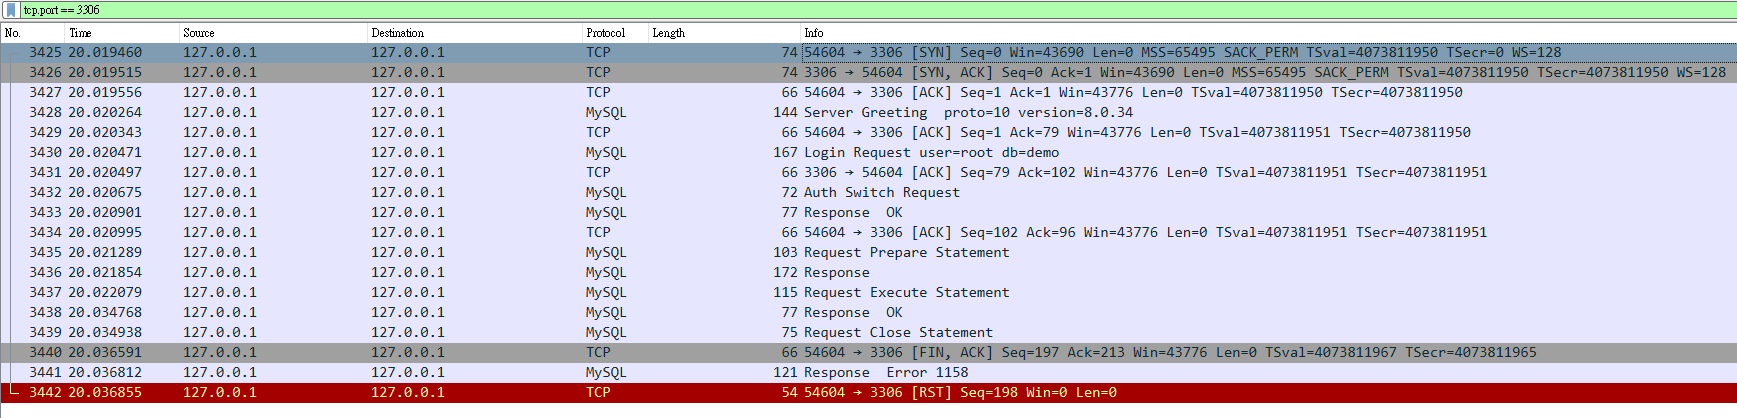 tcp.port == 3306
No. Time Source Destination Protocol Length Info
3425 20.019460 127.0.0.1 127.0.0.1 TCP 74 54604 → 3306 [SYN] Seq=0 Win=43690 Len=0 MSS=65495 SACK_PERM TSval=4073811950 TSecr=0 WS=128
3426 20.019515 127.0.0.1 127.0.0.1 TCP 74 3306 → 54604 [SYN, ACK] Seq=0 Ack=1 Win=43690 Len=0 MSS=65495 SACK_PERM TSval=4073811950 TSecr=4073811950 WS=128
3427 20.019556 127.0.0.1 127.0.0.1 TCP 66 54604 → 3306 [ACK] Seq=1 Ack=1 Win=43776 Len=0 TSval=4073811950 TSecr=4073811950
3428 20.020264 127.0.0.1 127.0.0.1 MySQL 144 Server Greeting  proto=10 version=8.0.34
3429 20.020343 127.0.0.1 127.0.0.1 TCP 66 54604 → 3306 [ACK] Seq=1 Ack=79 Win=43776 Len=0 TSval=4073811951 TSecr=4073811950
3430 20.020471 127.0.0.1 127.0.0.1 MySQL 167 Login Request user=root db=demo
3431 20.020497 127.0.0.1 127.0.0.1 TCP 66 3306 → 54604 [ACK] Seq=79 Ack=102 Win=43776 Len=0 TSval=4073811951 TSecr=4073811951
3432 20.020675 127.0.0.1 127.0.0.1 MySQL 72 Auth Switch Request
3433 20.020901 127.0.0.1 127.0.0.1 MySQL 77 Response  OK
3434 20.020995 127.0.0.1 127.0.0.1 TCP 66 54604 → 3306 [ACK] Seq=102 Ack=96 Win=43776 Len=0 TSval=4073811951 TSecr=4073811951
3435 20.021289 127.0.0.1 127.0.0.1 MySQL 103 Request Prepare Statement
3436 20.021854 127.0.0.1 127.0.0.1 MySQL 172 Response
3437 20.022079 127.0.0.1 127.0.0.1 MySQL 115 Request Execute Statement
3438 20.034768 127.0.0.1 127.0.0.1 MySQL 77 Response  OK
3439 20.034938 127.0.0.1 127.0.0.1 MySQL 75 Request Close Statement
3440 20.036591 127.0.0.1 127.0.0.1 TCP 66 54604 → 3306 [FIN, ACK] Seq=197 Ack=213 Win=43776 Len=0 TSval=4073811967 TSecr=4073811965
3441 20.036812 127.0.0.1 127.0.0.1 MySQL 121 Response  Error 1158
3442 20.036855 127.0.0.1 127.0.0.1 TCP 54 54604 → 3306 [RST] Seq=198 Win=0 Len=0